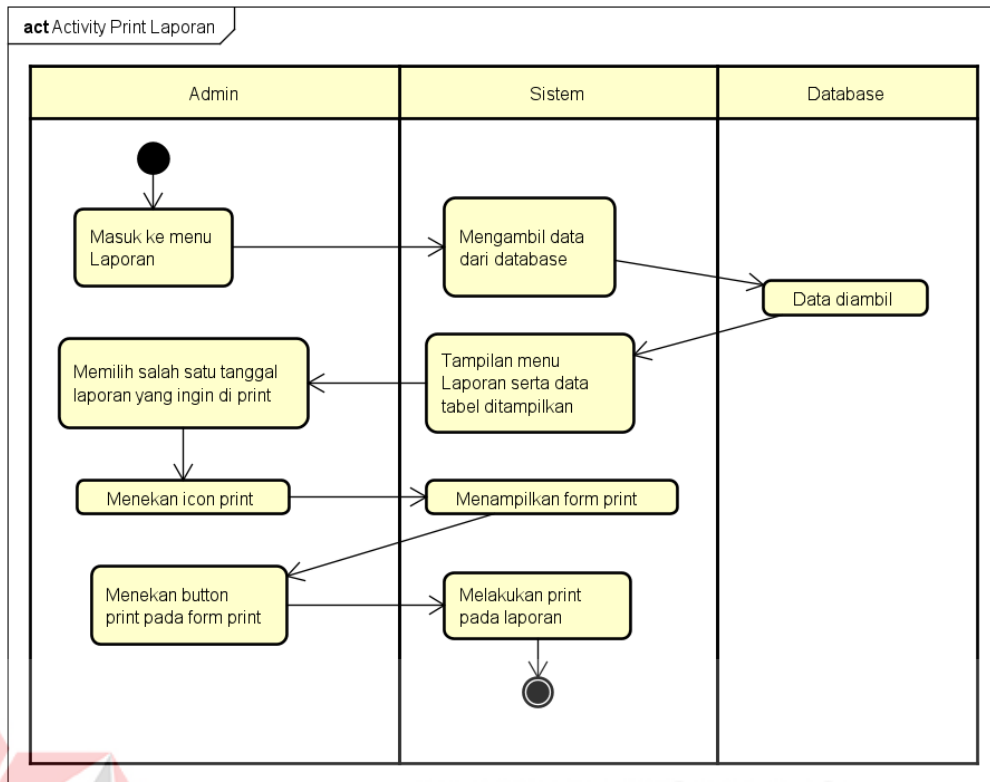 act Activity Print Laporan
Admin
Sistem
Database
Masuk ke menu
Laporan
Mengambil data
dari database
Data diambil
Tampilan menu
Laporan serta data
tabel ditampilkan
Memilih salah satu tanggal
laporan yang ingin di print
Menekan icon print
Menampilkan form print
Menekan button
print pada form print
Melakukan print
pada laporan